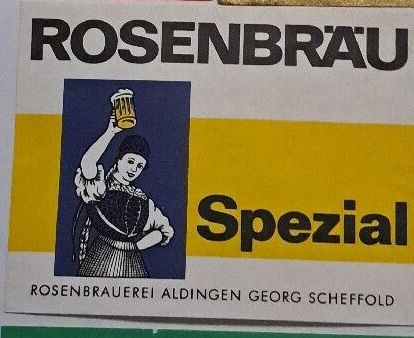 ROSENBRÄU
Spezial
ROSENBRAUEREI ALDINGEN GEORG SCHEFFOLD